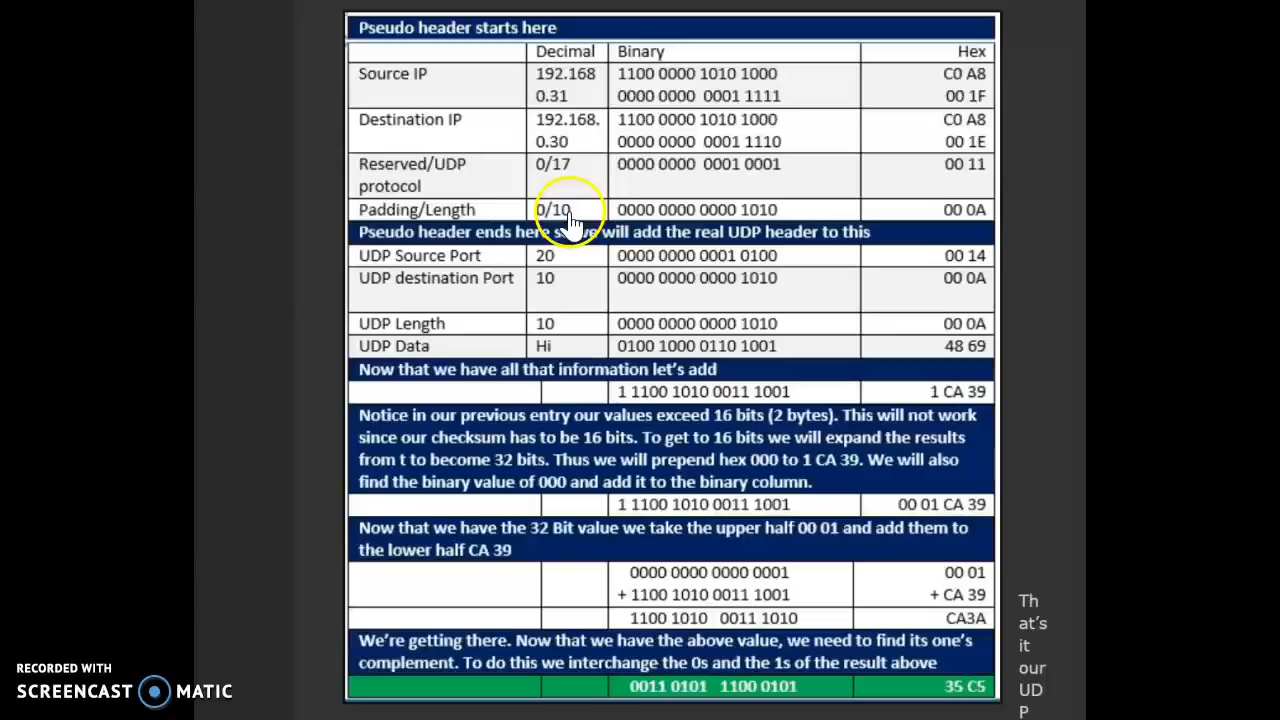 Pseudo header starts here
Decimal Binary Hex
Source IP 192.168 1100 0000 1010 1000 C0 A8
0.31 0000 0000 0001 1111 00 1F
Destination IP 192.168. 1100 0000 1010 1000 C0 A8
0.30 0000 0000 0001 1110 00 1E
Reserved/UDP 0/17 0000 0000 0001 0001 00 11
protocol
Padding/Length 0/10 0000 0000 0000 1010 00 0A
Pseudo header ends here we will add the real UDP header to this
UDP Source Port 20 0000 0000 0001 0100 00 14
UDP destination Port 10 0000 0000 0000 1010 00 0A
UDP Length 10 0000 0000 0000 1010 00 0A
UDP Data Hi 0100 1000 0110 1001 48 69
Now that we have all that information let's add
1 1100 1010 0011 1001 1 CA 39
Notice in our previous entry our values exceed 16 bits (2 bytes). This will not work
since our checksum has to be 16 bits. To get to 16 bits we will expand the results
from t to become 32 bits. Thus we will prepend hex 000 to 1 CA 39. We will also
find the binary value of 000 and add it to the binary column.
1 1100 1010 0011 1001 00 01 CA 39
Now that we have the 32 Bit value we take the upper half 00 01 and add them to
the lower half CA 39
0000 0000 0000 0001 00 01
+ 1100 1010 0011 1001 + CA 39
1100 1010 0011 1010 CA3A
We're getting there. Now that we have the above value, we need to find its one's
complement. To do this we interchange the 0s and the 1s of the result above
0011 0101 1100 0101 35 C5
Th
at's
it
our
UD
P
RECORDED WITH
SCREENCAST MATIC